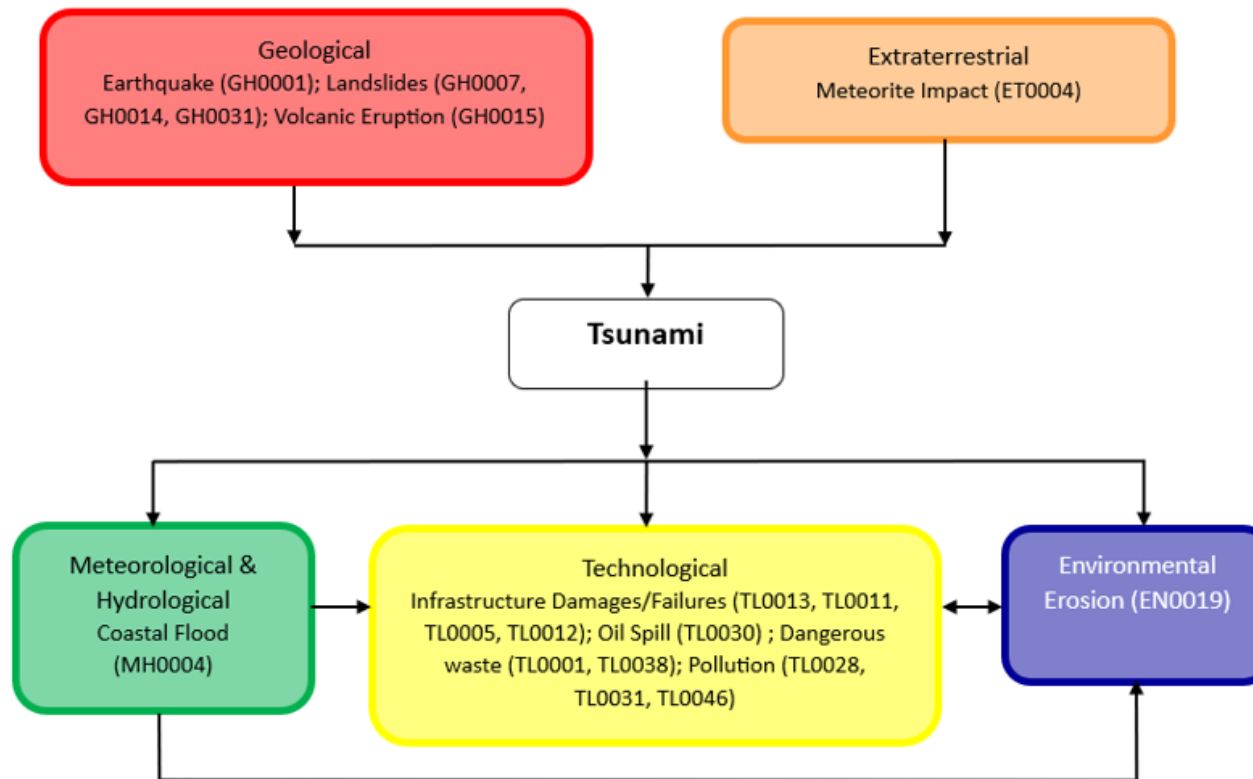 Geological
Earthquake (GH0001); Landslides (GH0007,
GH0014, GH0031); Volcanic Eruption (GH0015)
Extraterrestrial
Meteorite Impact (ET0004)
Tsunami
Meteorological &
Hydrological
Coastal Flood
(MH0004)
Technological
Infrastructure Damages/Failures (TL0013, TL0011,
TL0005, TL0012); Oil Spill (TL0030) ; Dangerous
waste (TL0001, TL0038); Pollution (TL0028,
TL0031, TL0046)
Environmental
Erosion (EN0019)